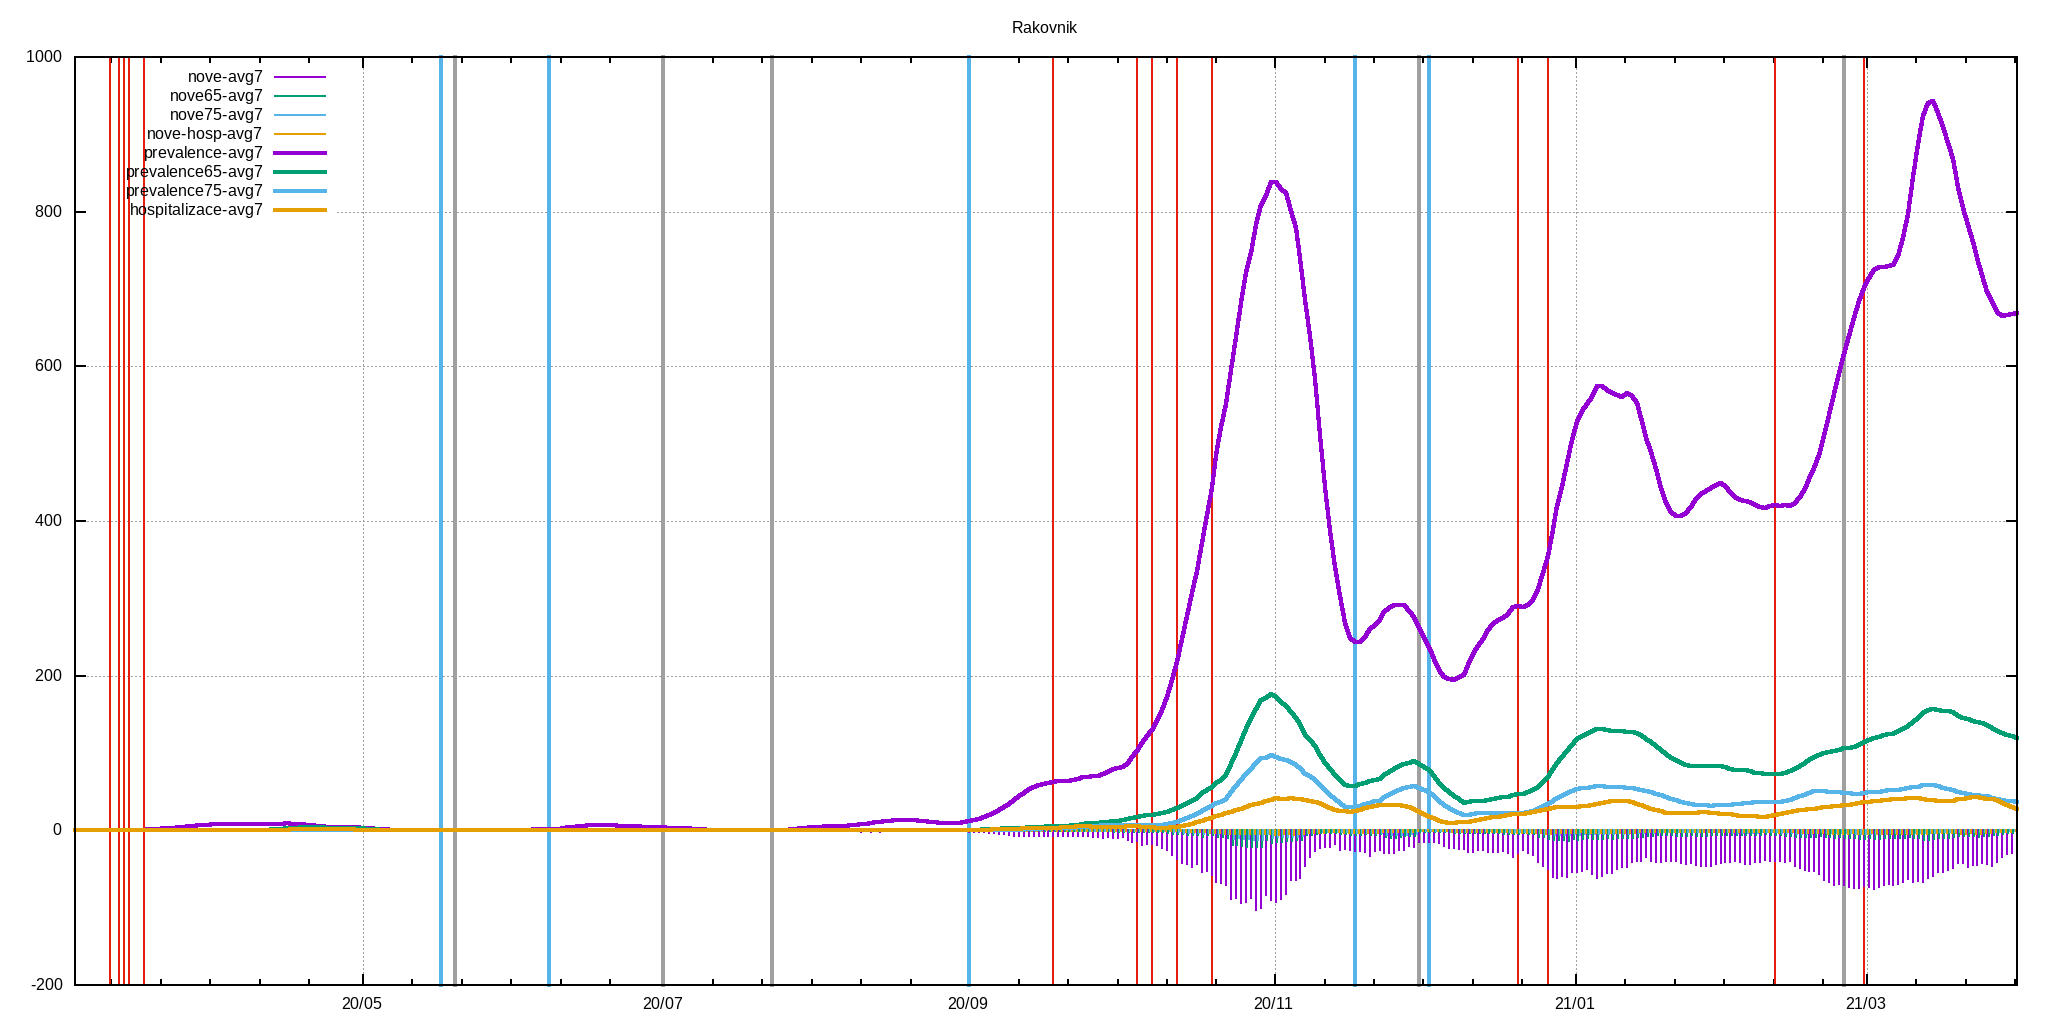 Rakovnik
1000
800
600
400
200
0
-200
nove-avg7
nove65-avg7
nove75-avg7
nove-hosp-avg7
prevalence-avg7
prevalence65-avg7
prevalence75-avg7
hospitalizace-avg7
20/05
20/07
20/09
20/11
21/01
21/03